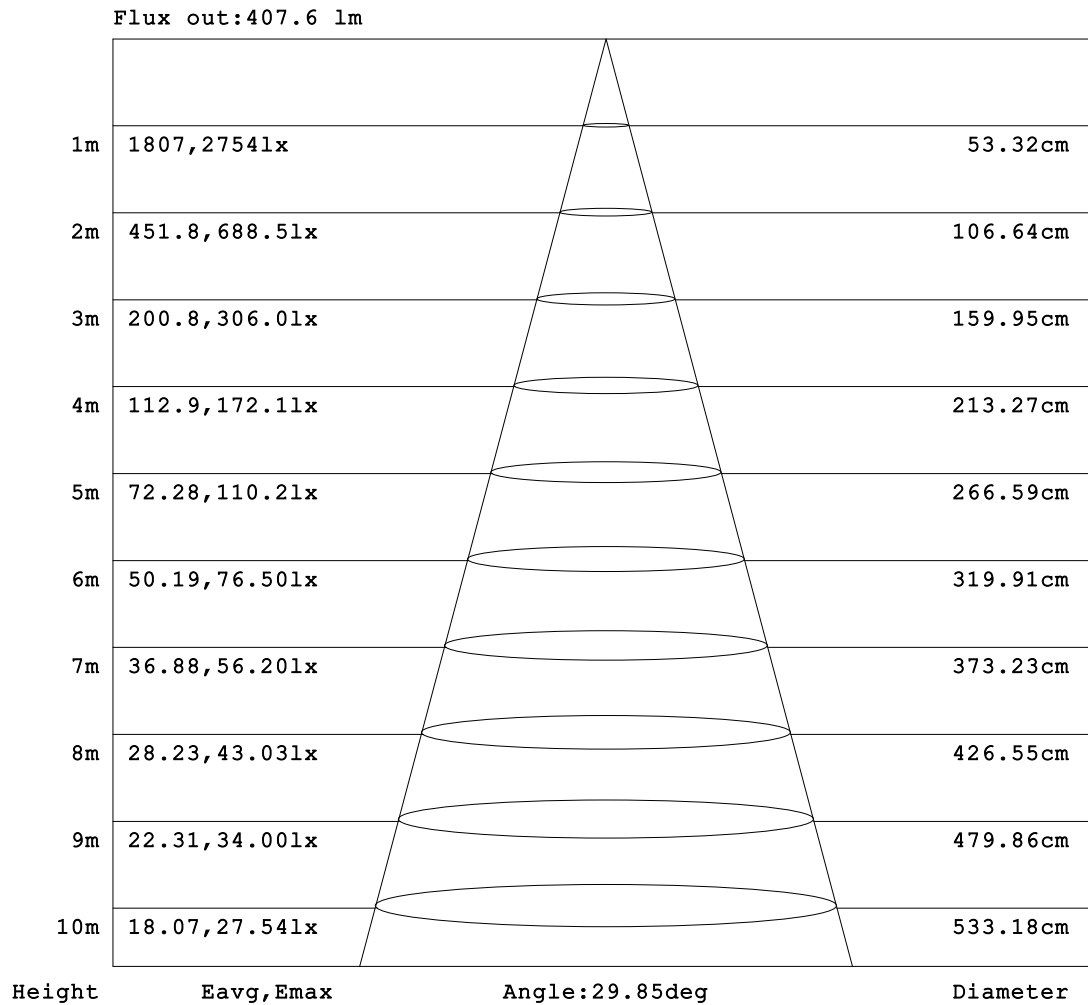 Flux out:407.6 lm
1m 1807,2754lx 53.32cm
2m 451.8,688.5lx 106.64cm
3m 200.8,306.0lx 159.95cm
4m 112.9,172.1lx 213.27cm
5m 72.28,110.2lx 266.59cm
6m 50.19,76.50lx 319.91cm
7m 36.88,56.20lx 373.23cm
8m 28.23,43.03lx 426.55cm
9m 22.31,34.00lx 479.86cm
10m 18.07,27.54lx 533.18cm
Height Eavg,Emax Angle:29.85deg Diameter